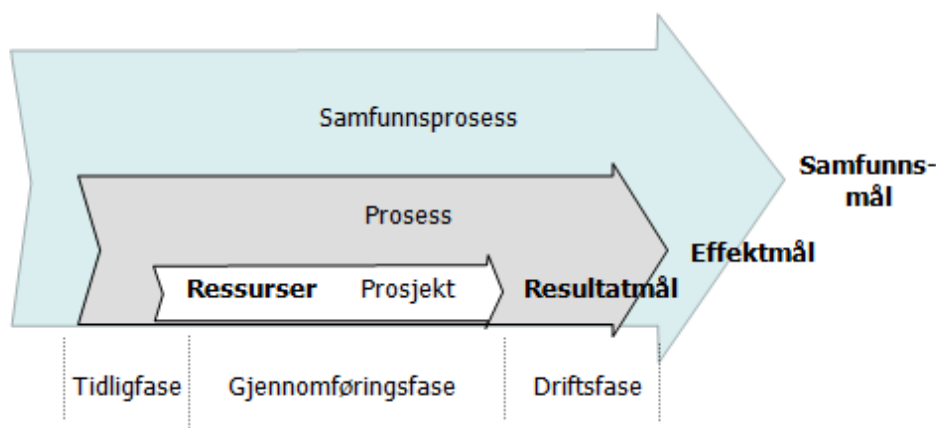 Samfunnsprosess
Samfunns-
mål
Prosess
Effektmål
Ressurser Prosjekt Resultatmål
Tidligfase Gjennomføringsfase Driftsfase